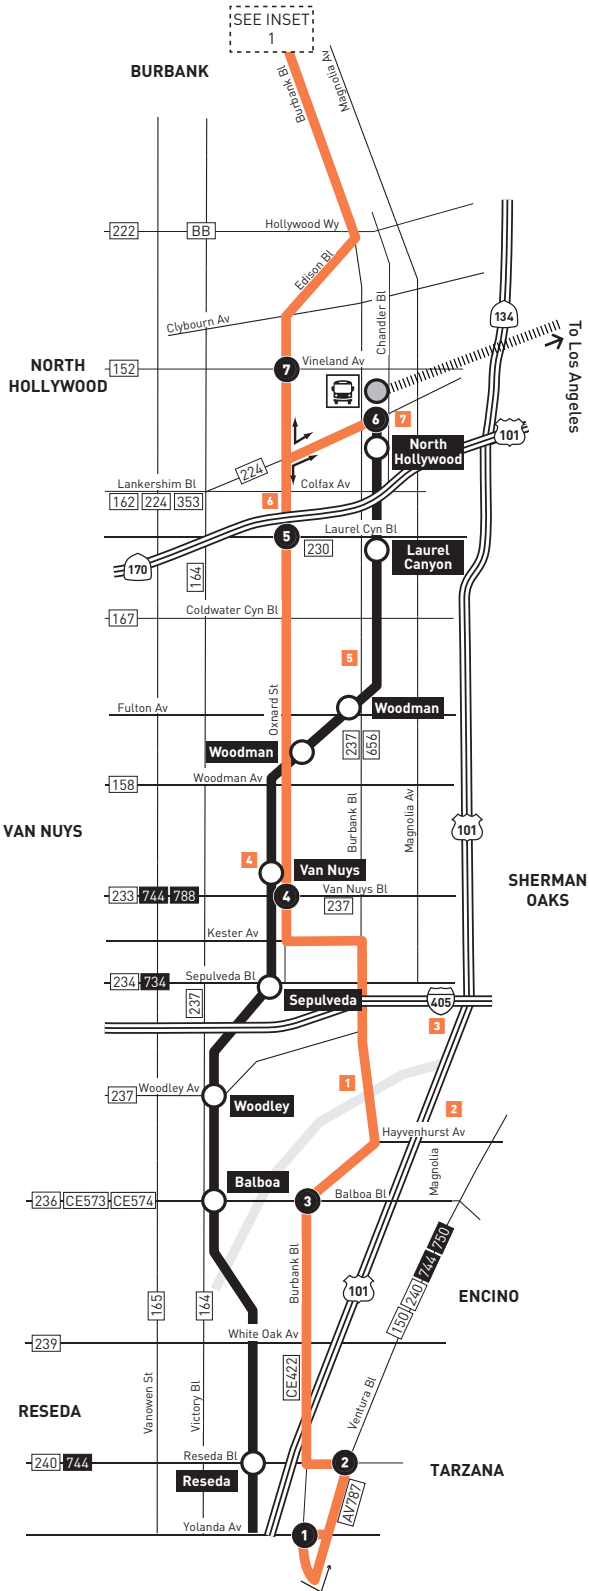 SEE INSET
1
BURBANK
Burbank Bl
Magnolia Av
222
BB
Hollywood Wy
Edison Bl
Chandler Bl
Clybourn Av
134
To Los Angeles
NORTH
HOLLYWOOD
152
7
Vineland Av
6
7
101
North
Hollywood
224
Lankershim Bl
Colfax Av
162
224
353
6
Laurel Cyn Bl
5
230
170
164
Laurel
Canyon
167
Coldwater Cyn Bl
5
Oxnard St
Fulton Av
Woodman
Woodman
237
656
158
Woodman Av
Burbank Bl
Magnolia Av
VAN NUYS
101
4
Van Nuys
SHERMAN
OAKS
233
744
788
4
Van Nuys Bl
237
Kester Av
234
734
Sepulveda Bl
237
Sepulveda
405
3
237
Woodley Av
Woodley
1
2
Hayvenhurst Av
Magnolia
Balboa
236
CE573
CE574
3
Balboa Bl
Burbank Bl
150
240
744
750
101
ENCINO
165
164
239
White Oak Av
CE422
Vanowen St
Victory Bl
Ventura Bl
RESEDA
240
744
Reseda Bl
Reseda
2
TARZANA
AV787
Yolanda Av
1